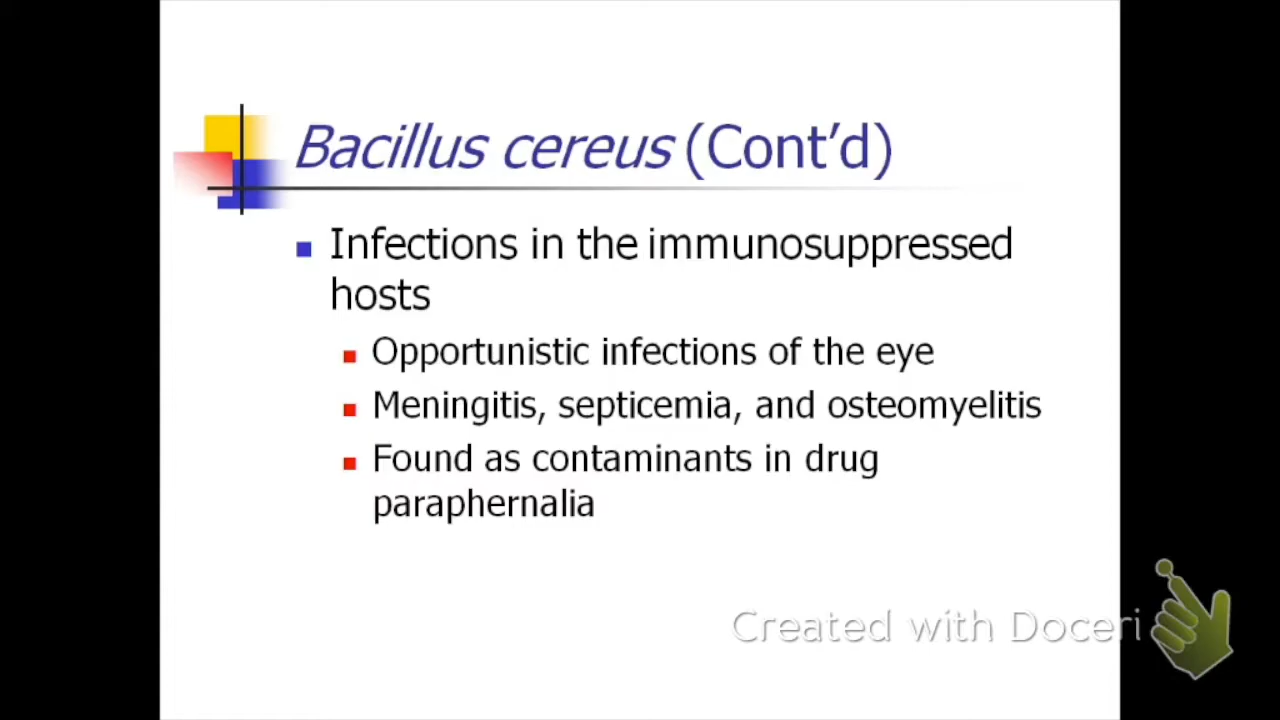 Bacillus cereus (Cont’d)
Infections in the immunosuppressed
hosts
Opportunistic infections of the eye
Meningitis, septicemia, and osteomyelitis
Found as contaminants in drug
paraphernalia
Created with Doceri